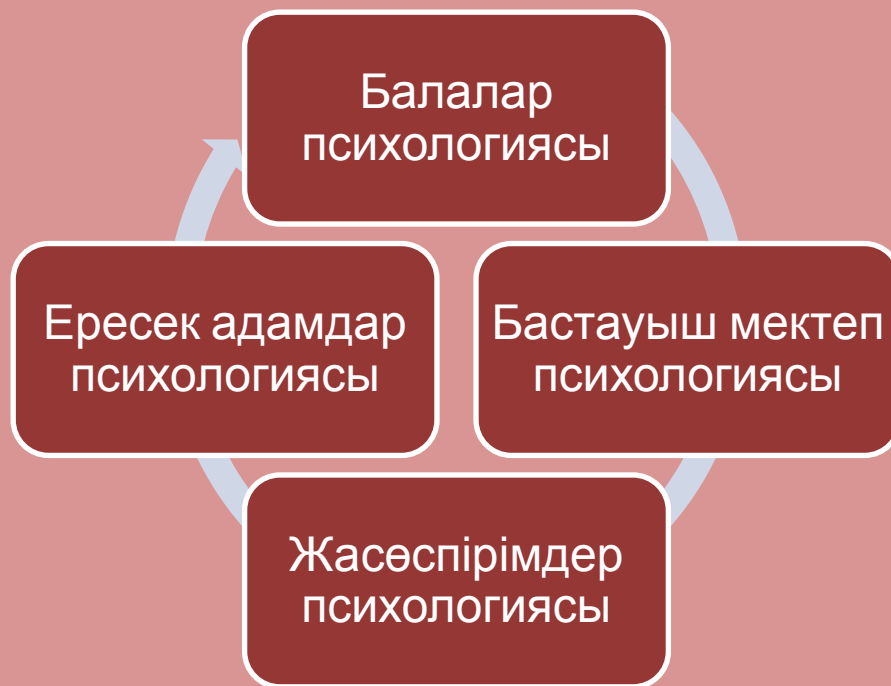 Балалар
психологиясы
Бастауыш мектеп
психологиясы
Жасөспірімдер
психологиясы
Ересек адамдар
психологиясы